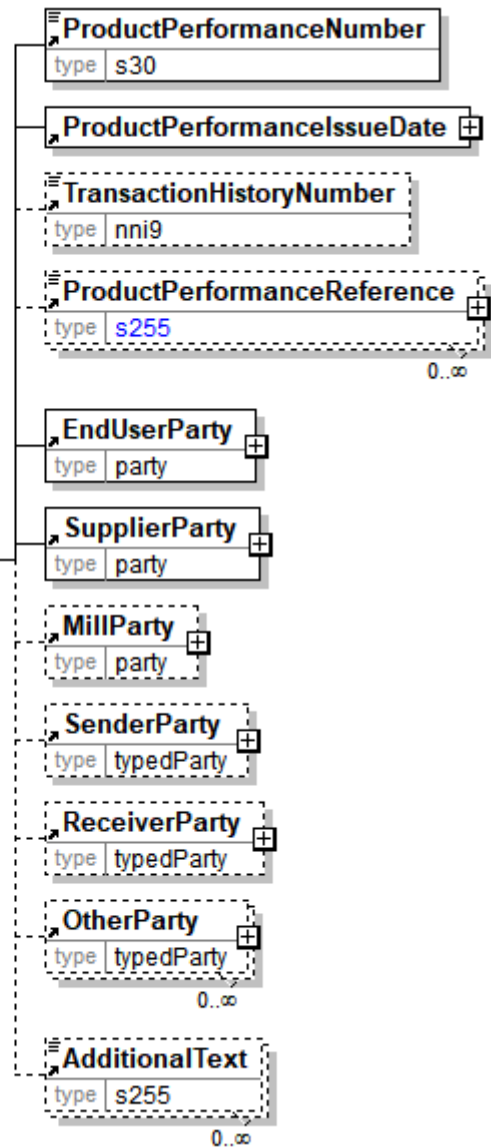 ProductPerformanceNumber
type s30
ProductPerformanceIssueDate
TransactionHistoryNumber
type nni9
ProductPerformanceReference
type s255
0..∞
EndUserParty
type party
SupplierParty
type party
MillParty
type party
SenderParty
type typedParty
ReceiverParty
type typedParty
OtherParty
type typedParty
0..∞
AdditionalText
type s255
0..∞